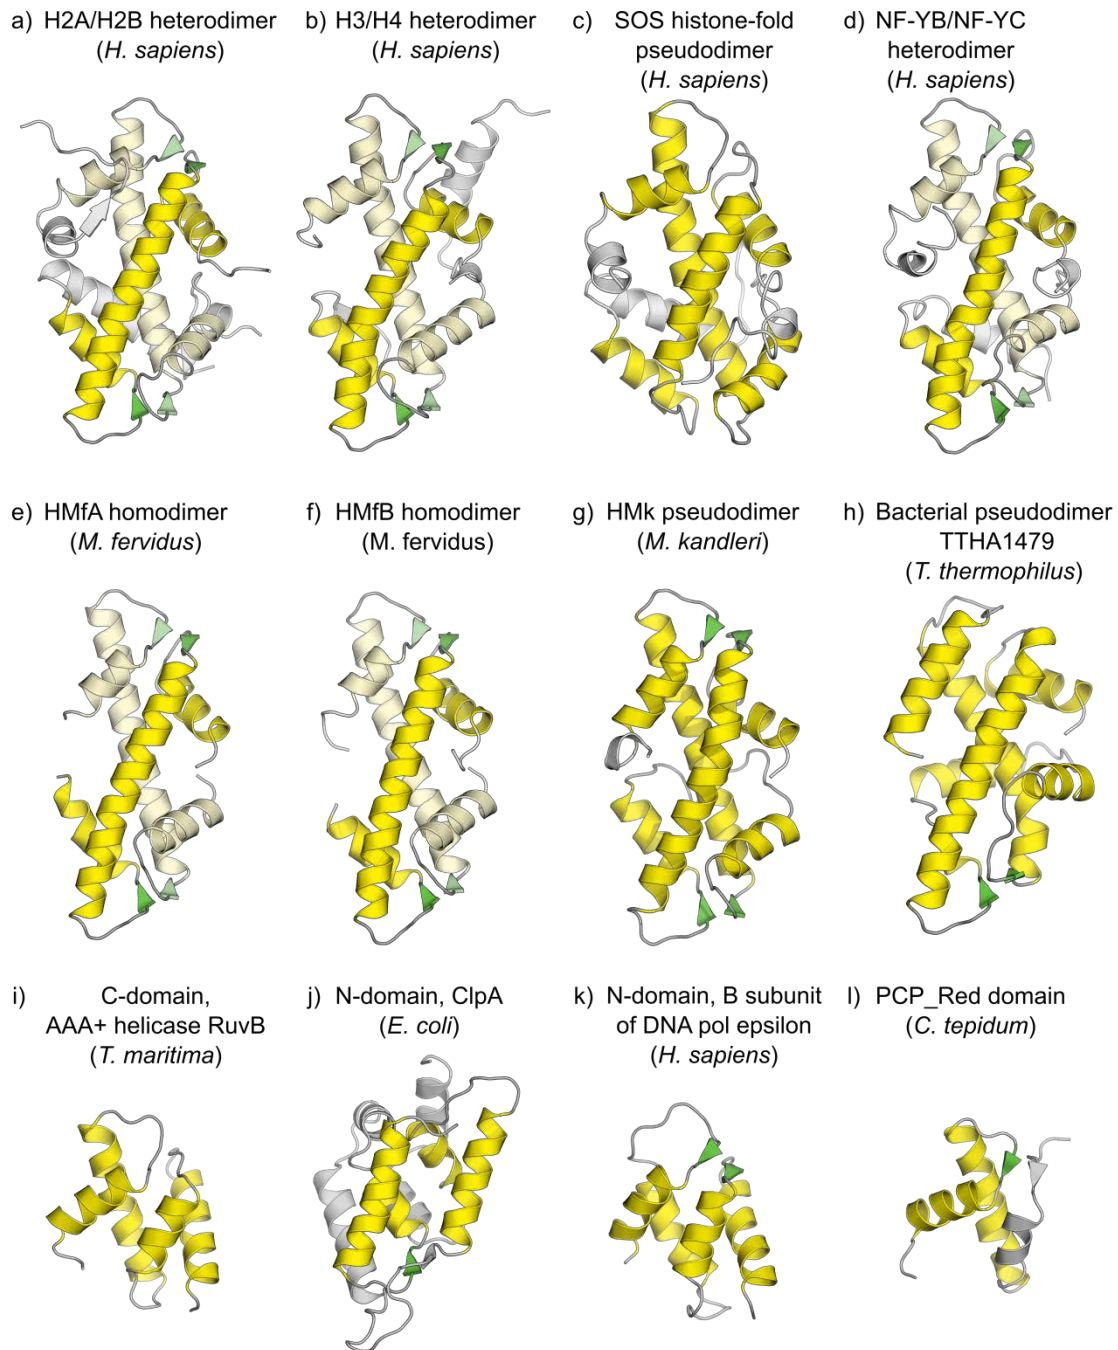 a) H2A/H2B heterodimer
(H. sapiens)
b) H3/H4 heterodimer
(H. sapiens)
c) SOS histone-fold
pseudodimer
(H. sapiens)
d) NF-YB/NF-YC
heterodimer
(H. sapiens)
e) HMfA homodimer
(M. fervidus)
f) HMfB homodimer
(M. fervidus)
g) HMk pseudodimer
(M. kandleri)
h) Bacterial pseudodimer
TTHA1479
(T. thermophilus)
i) C-domain,
AAA+ helicase RuvB
(T. maritima)
j) N-domain, ClpA
(E. coli)
k) N-domain, B subunit
of DNA pol epsilon
(H. sapiens)
l) PCP_Red domain
(C. tepidum)